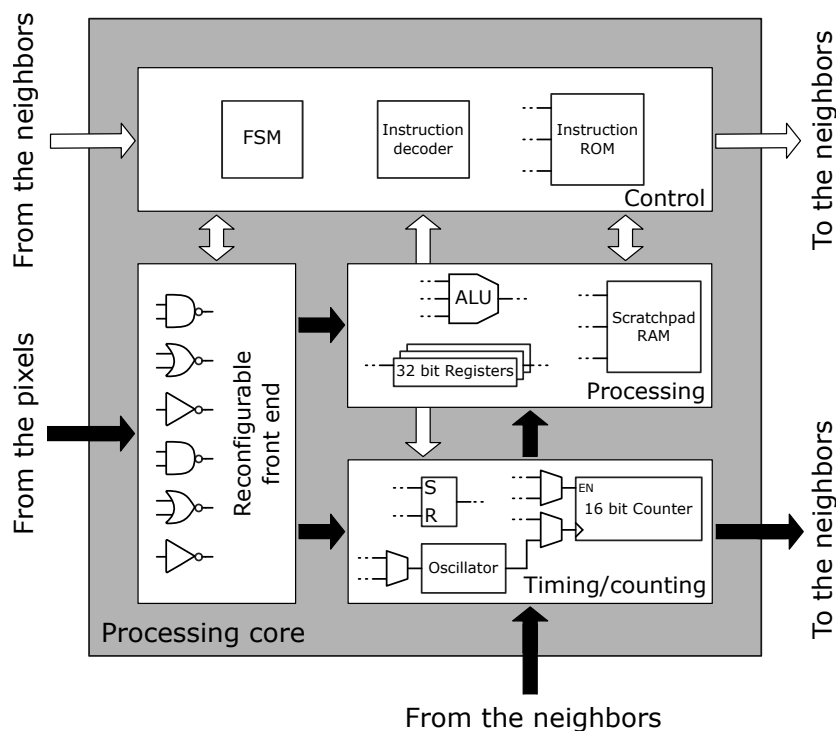 From the neighbors
To the neighbors
FSM
Instruction
decoder
Instruction
ROM
Control
From the pixels
Reconfigurable
front end
ALU
Scratchpad
RAM
32 bit Registers
Processing
S
R
EN
16 bit Counter
Oscillator
Timing/counting
To the neighbors
Processing core
From the neighbors